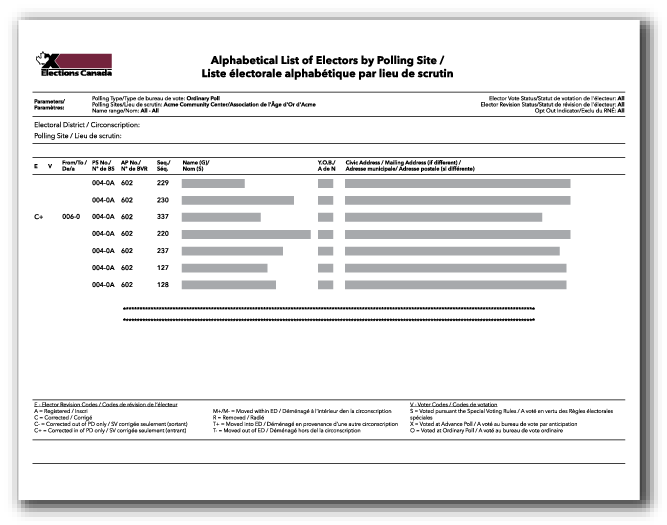 Elections Canada
Alphabetical List of Electors by Polling Site /
Liste électorale alphabétique par lieu de scrutin
Parameters/
Paramètres:
Polling Type/Type de bureau de vote: Ordinary Poll
Polling Sites/Lieu de scrutin: Acme Community Center/Association de l'Âge d'Or d'Acme
Name range/Nom: All - All
Elector Vote Status/Statut de votation de l'électeur: All
Elector Revision Status/Statut de révision de l'électeur: All
Opt Out Indicator/Exclu du RNÉ: All
Electoral District / Circonscription:
Polling Site / Lieu de scrutin:
E V From/To / De/a PS No./ N° de BS AP No./ N° de BVR Seq./ Séq. Name (G)/ Nom (S) Y.O.B./ A de N Civic Address / Mailing Address (if different) / Adresse municipale/ Adresse postele (si différente)
004-0A 602 229
004-0A 602 230
C+ 006-0 004-0A 602 337
004-0A 602 220
004-0A 602 237
004-0A 602 127
004-0A 602 128
E - Elector Revision Codes / Codes de révision de l'électeur
A = Registered / Inscri
C = Corrected / Corrigé
C- = Corrected out of PD only / SV corrigée seulement (sortant)
C+ = Corrected in of PD only / SV corrigée seulement (entrant)
M+/M- = Moved within ED / Déménagé à l'intérieur den la circonscription
R = Removed / Radié
T+ = Moved into ED / Déménagé en provenance d'une autre circonscription
T- = Moved out of ED / Déménagé hors del la circonscription
V - Voter Codes / Codes de votation
S = Voted pursuant the Special Voting Rules / A voté en vertu des Règles électorales
spéciales
X = Voted at Advance Poll / A voté au bureau de vote par anticipation
O = Voted at Ordinary Poll / A voté au bureau de vote ordinaire